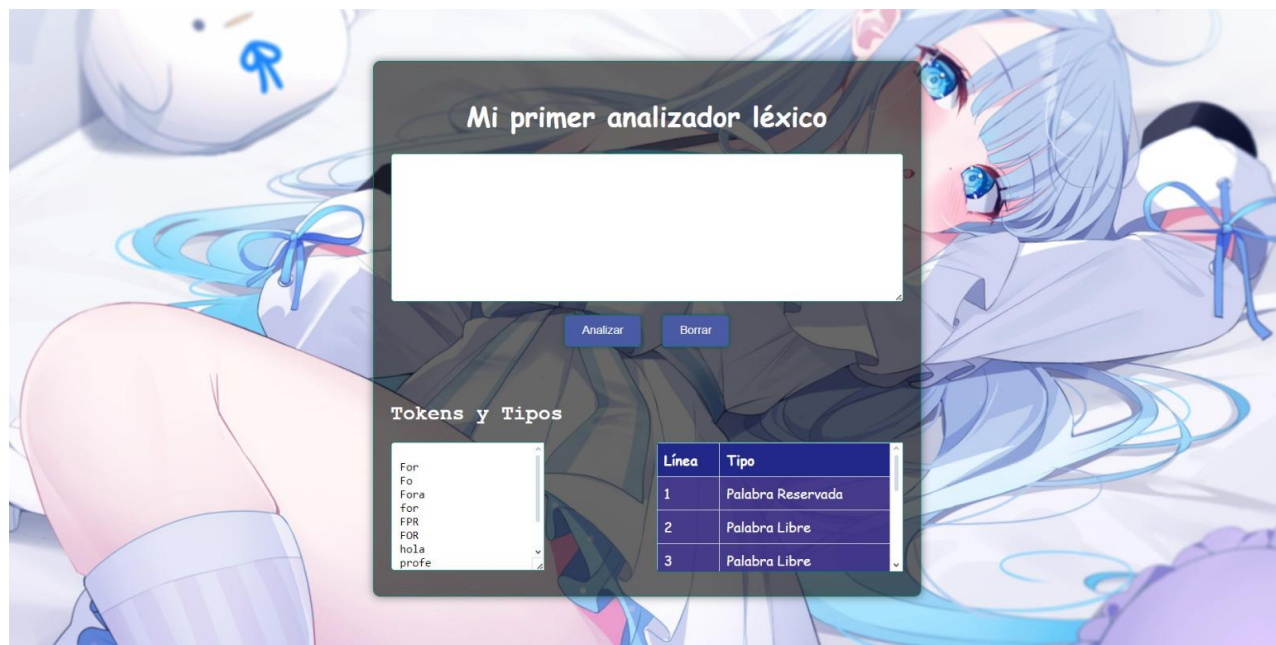 Mi primer analizador léxico
Analizar Borrar
Tokens y Tipos
For
Fo
Fora
for
FPR
FOR
hola
profe
Línea Tipo
1 Palabra Reservada
2 Palabra Libre
3 Palabra Libre